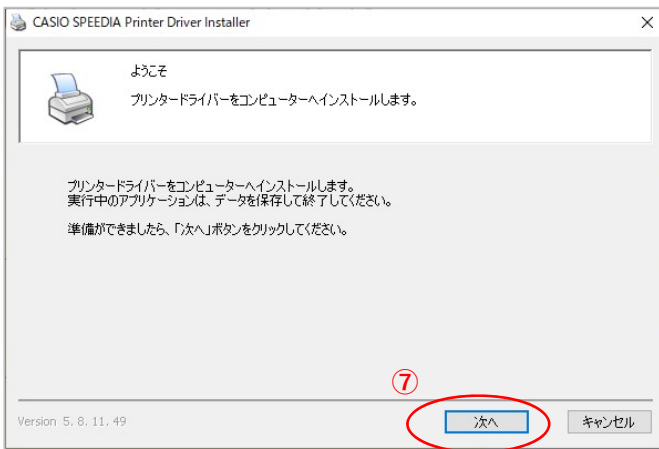 CASIO SPEEDIA Printer Driver Installer
ようこそ
プリンタードライバーをコンピューターへインストールします。
プリンタードライバーをコンピューターへインストールします。
実行中のアプリケーションは、データを保存して終了してください。
準備ができましたら、「次へ」ボタンをクリックしてください。
⑦
Version 5. 8. 11. 49
次へ
キャンセル